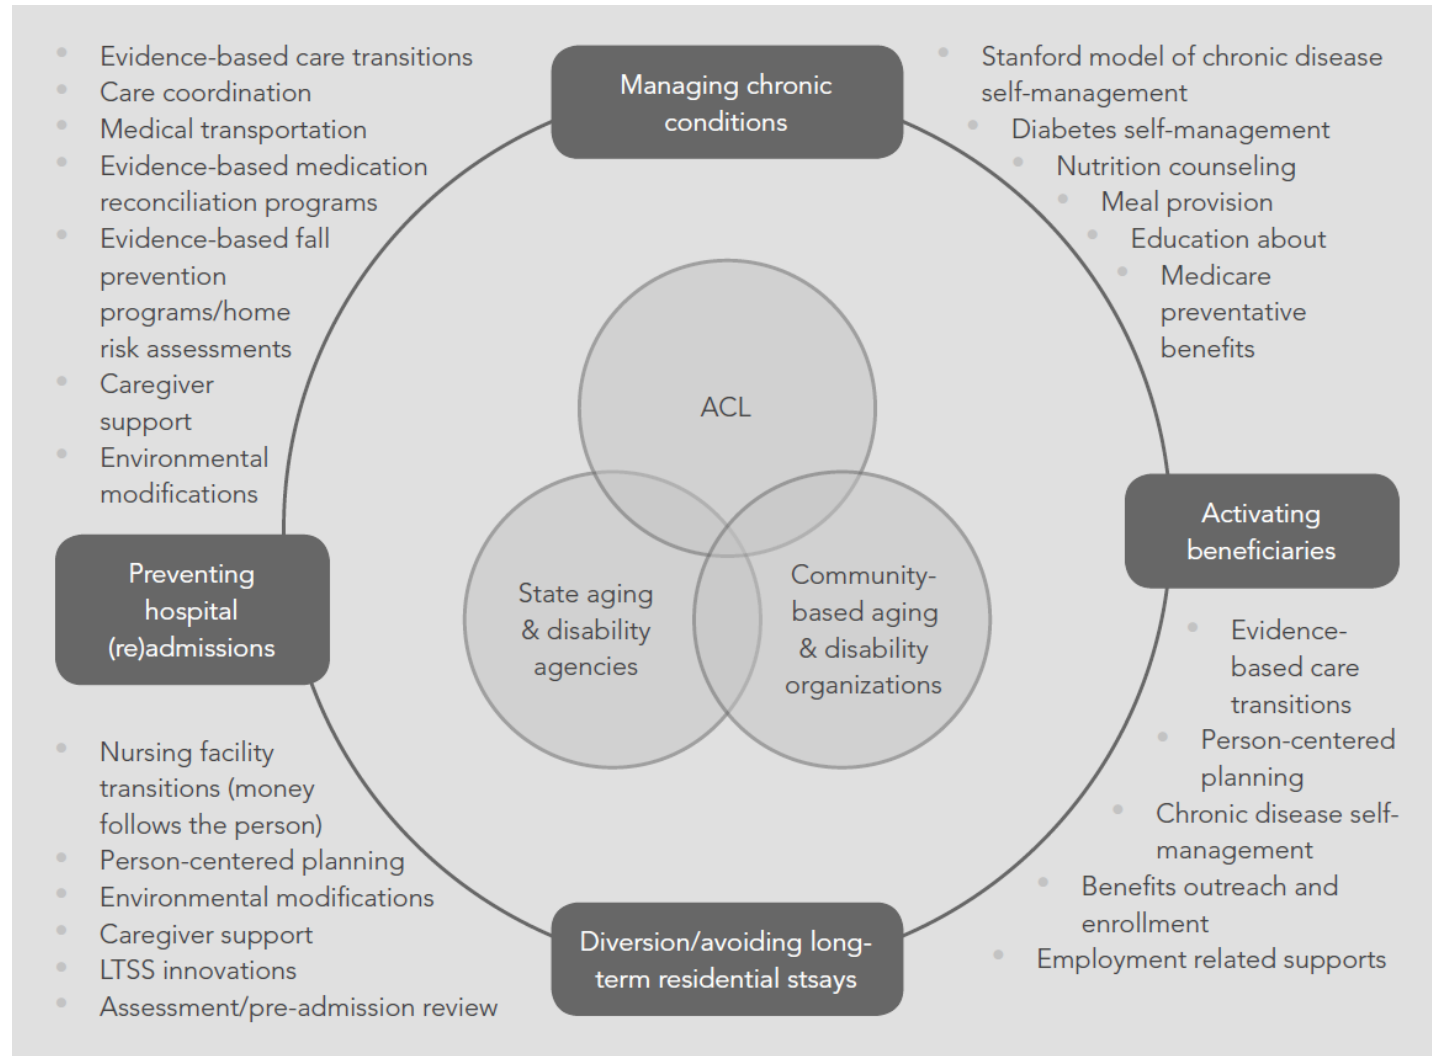 Evidence-based care transitions
Care coordination
Medical transportation
Evidence-based medication
reconciliation programs
Evidence-based fall
prevention
programs/home
risk assessments
Caregiver
support
Environmental
modifications
Managing chronic
conditions
Stanford model of chronic disease
self-management
Diabetes self-management
Nutrition counseling
Meal provision
Education about
Medicare
preventative
benefits
ACL
State aging
& disability
agencies
Community-
based aging
& disability
organizations
Preventing
hospital
(re)admissions
Activating
beneficiaries
Nursing facility
transitions (money
follows the person)
Person-centered planning
Environmental modifications
Caregiver support
LTSS innovations
Assessment/pre-admission review
Diversion/avoiding long-
term residential stsays
Evidence-
based care
transitions
Person-centered
planning
Chronic disease self-
management
Benefits outreach and
enrollment
Employment related supports